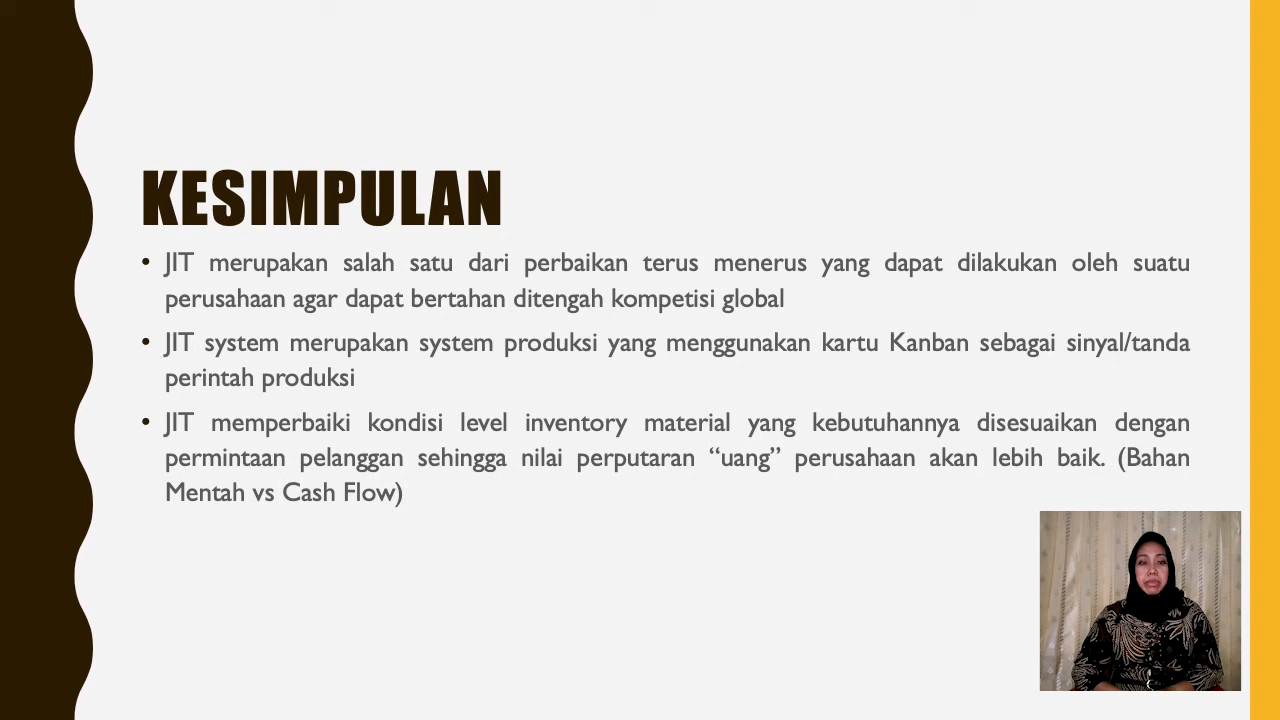 KESIMPULAN
• JIT merupakan salah satu dari perbaikan terus menerus yang dapat dilakukan oleh suatu
perusahaan agar dapat bertahan ditengah kompetisi global
• JIT system merupakan system produksi yang menggunakan kartu Kanban sebagai sinyal/tanda
perintah produksi
• JIT memperbaiki kondisi level inventory material yang kebutuhannya disesuaikan dengan
permintaan pelanggan sehingga nilai perputaran “uang” perusahaan akan lebih baik. (Bahan
Mentah vs Cash Flow)